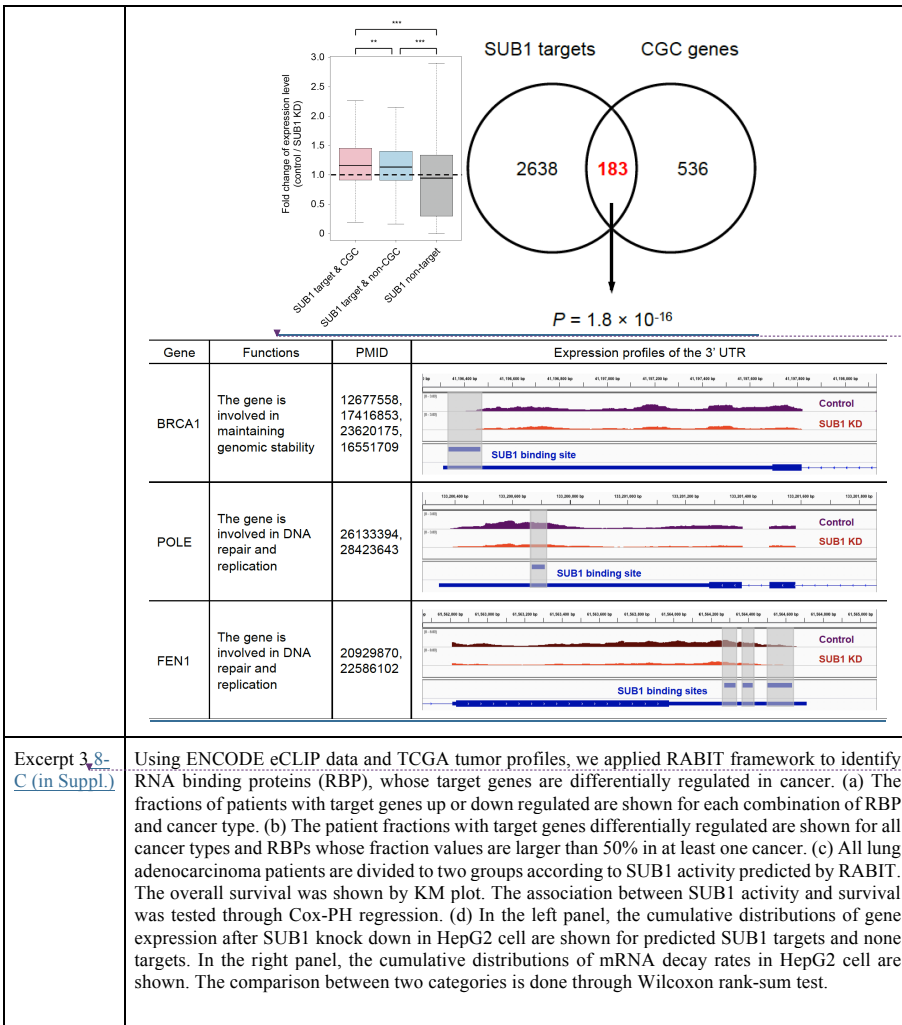 ***
**
***
SUB1 targets
CGC genes
Fold change of expression level
(control / SUB1 KD)
3.0
2.5
2.0
1.5
1.0
0.5
0
2638
183
536
SUB1 target & CGC
SUB1 target & non-CGC
SUB1 non-target
P = 1.8 × 10-16
Gene
Functions
PMID
Expression profiles of the 3' UTR
BRCA1
The gene is
involved in
maintaining
genomic stability
12677558,
17416853,
23620175,
16551709
Control
SUB1 KD
SUB1 binding site
POLE
The gene is
involved in DNA
repair and
replication
26133394,
28423643
Control
SUB1 KD
SUB1 binding site
FEN1
The gene is
involved in DNA
repair and
replication
20929870,
22586102
Control
SUB1 KD
SUB1 binding sites
Excerpt 3.8-
C (in Suppl.)
Using ENCODE eCLIP data and TCGA tumor profiles, we applied RABIT framework to identify
RNA binding proteins (RBP), whose target genes are differentially regulated in cancer. (a) The
fractions of patients with target genes up or down regulated are shown for each combination of RBP
and cancer type. (b) The patient fractions with target genes differentially regulated are shown for all
cancer types and RBPs whose fraction values are larger than 50% in at least one cancer. (c) All lung
adenocarcinoma patients are divided to two groups according to SUB1 activity predicted by RABIT.
The overall survival was shown by KM plot. The association between SUB1 activity and survival
was tested through Cox-PH regression. (d) In the left panel, the cumulative distributions of gene
expression after SUB1 knock down in HepG2 cell are shown for predicted SUB1 targets and none
targets. In the right panel, the cumulative distributions of mRNA decay rates in HepG2 cell are
shown. The comparison between two categories is done through Wilcoxon rank-sum test.